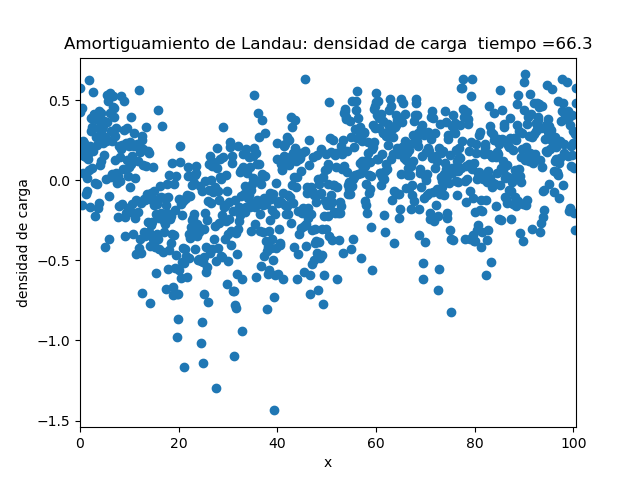 Amortiguamiento de Landau: densidad de carga  tiempo =66.3
0.5
0.0
−0.5
−1.0
−1.5
densidad de carga
0 20 40 60 80 100
x